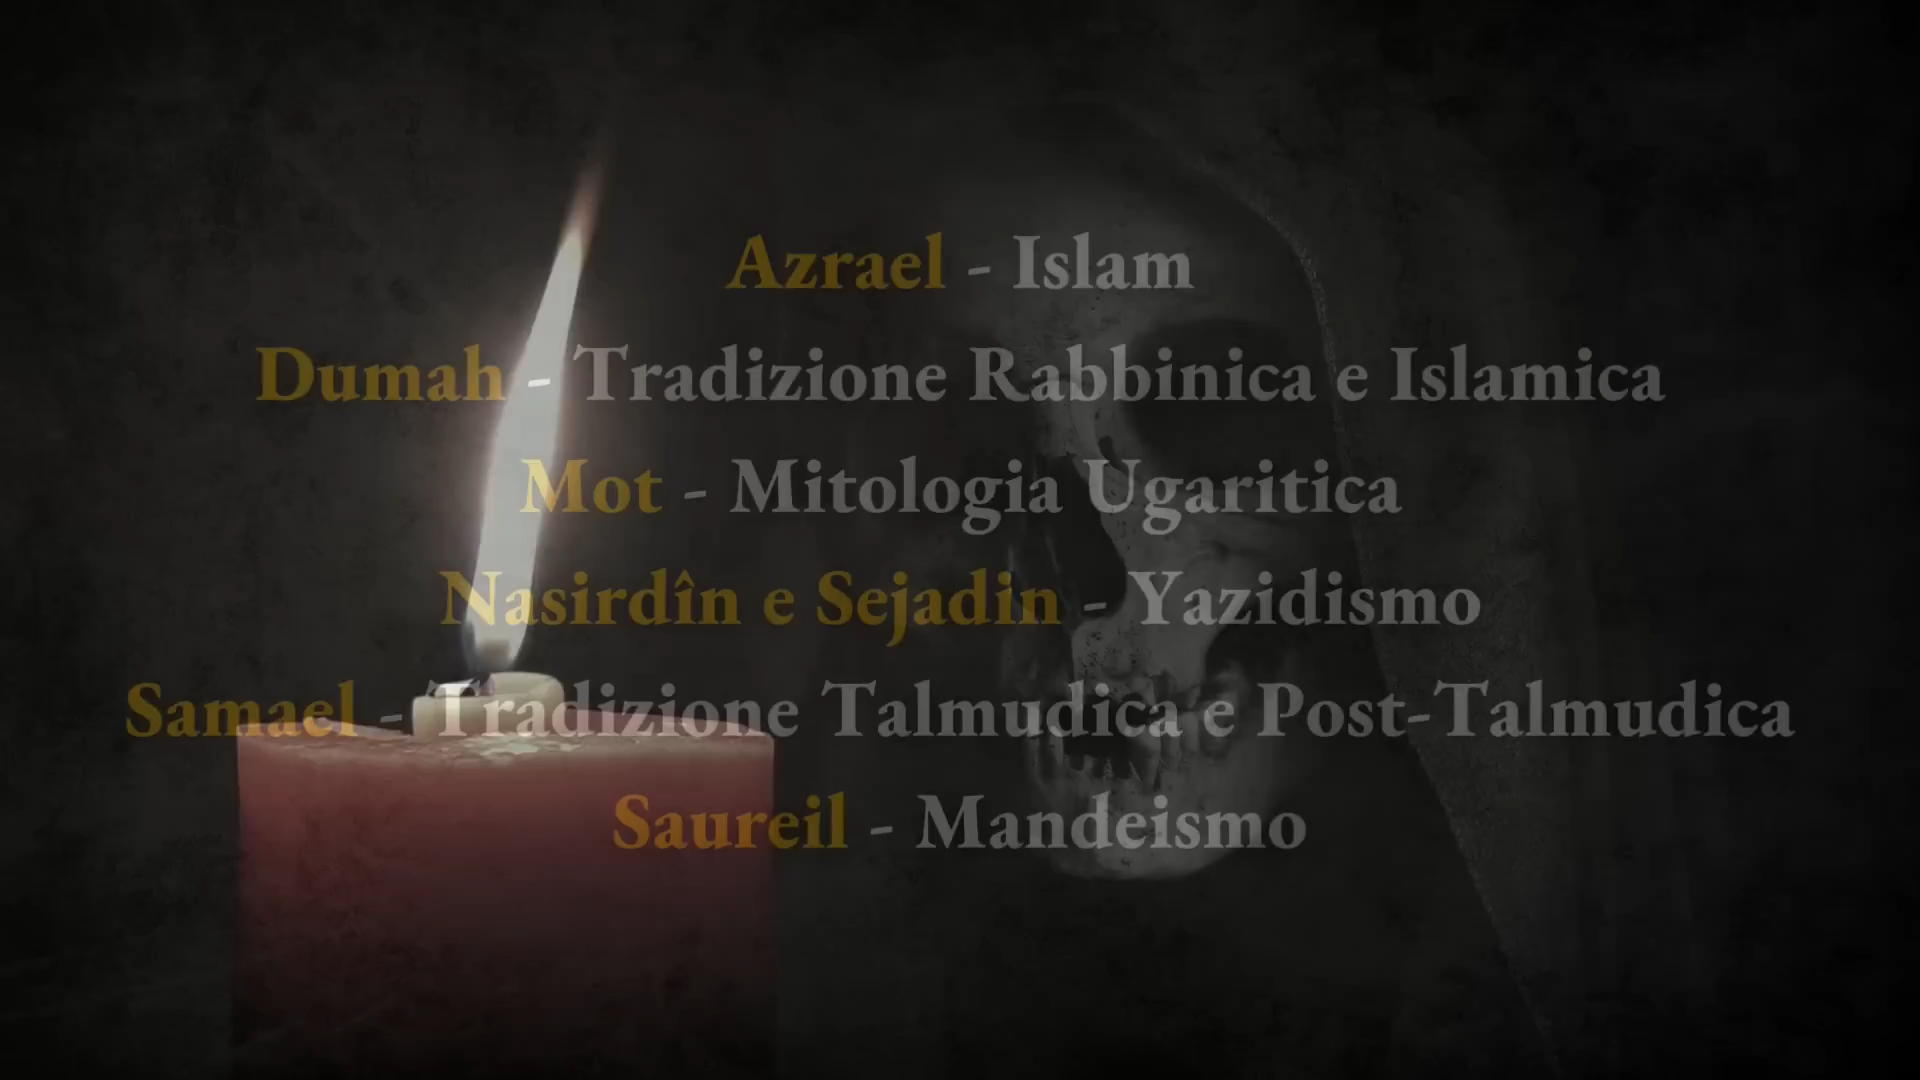 Azrael - Islam
Dumah - Tradizione Rabbinica e Islamica
Mot - Mitologia Ugaritica
Nasirdîn e Sejadin - Yazidismo
Samael - Tradizione Talmudica e Post-Talmudica
Saureil - Mandeismo